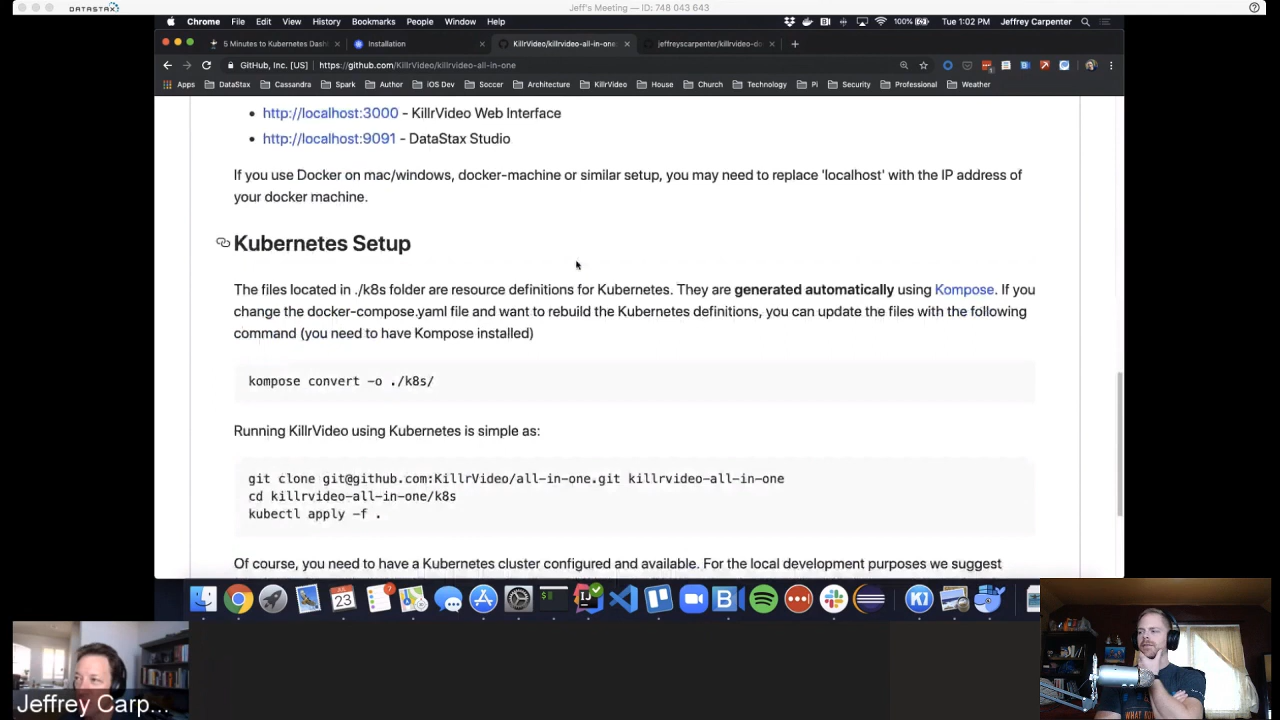 DATASTAX
Jeff's Meeting — ID: 748 043 643
Chrome File Edit View History Bookmarks People Window Help
100% Tue 1:02 PM Jeffrey Carpenter
5 Minutes to Kubernetes Dash
Installation
KillrVideo/killrvideo-all-in-one
jeffreyscarpenter/killrvideo-do
GitHub, Inc. [US] https://github.com/KillrVideo/killrvideo-all-in-one
Apps DataStax Cassandra Spark Author iOS Dev Soccer Architecture KillrVideo House Church Technology Pi Security Professional Weather
• http://localhost:3000 - KillrVideo Web Interface
• http://localhost:9091 - DataStax Studio
If you use Docker on mac/windows, docker-machine or similar setup, you may need to replace 'localhost' with the IP address of
your docker machine.
Kubernetes Setup
The files located in ./k8s folder are resource definitions for Kubernetes. They are generated automatically using Kompose. If you
change the docker-compose.yaml file and want to rebuild the Kubernetes definitions, you can update the files with the following
command (you need to have Kompose installed)
kompose convert -o ./k8s/
Running KillrVideo using Kubernetes is simple as:
git clone git@github.com:KillrVideo/all-in-one.git killrvideo-all-in-one
cd killrvideo-all-in-one/k8s
kubectl apply -f .
Of course, you need to have a Kubernetes cluster configured and available. For the local development purposes we suggest
23
7
Jeffrey Carp...